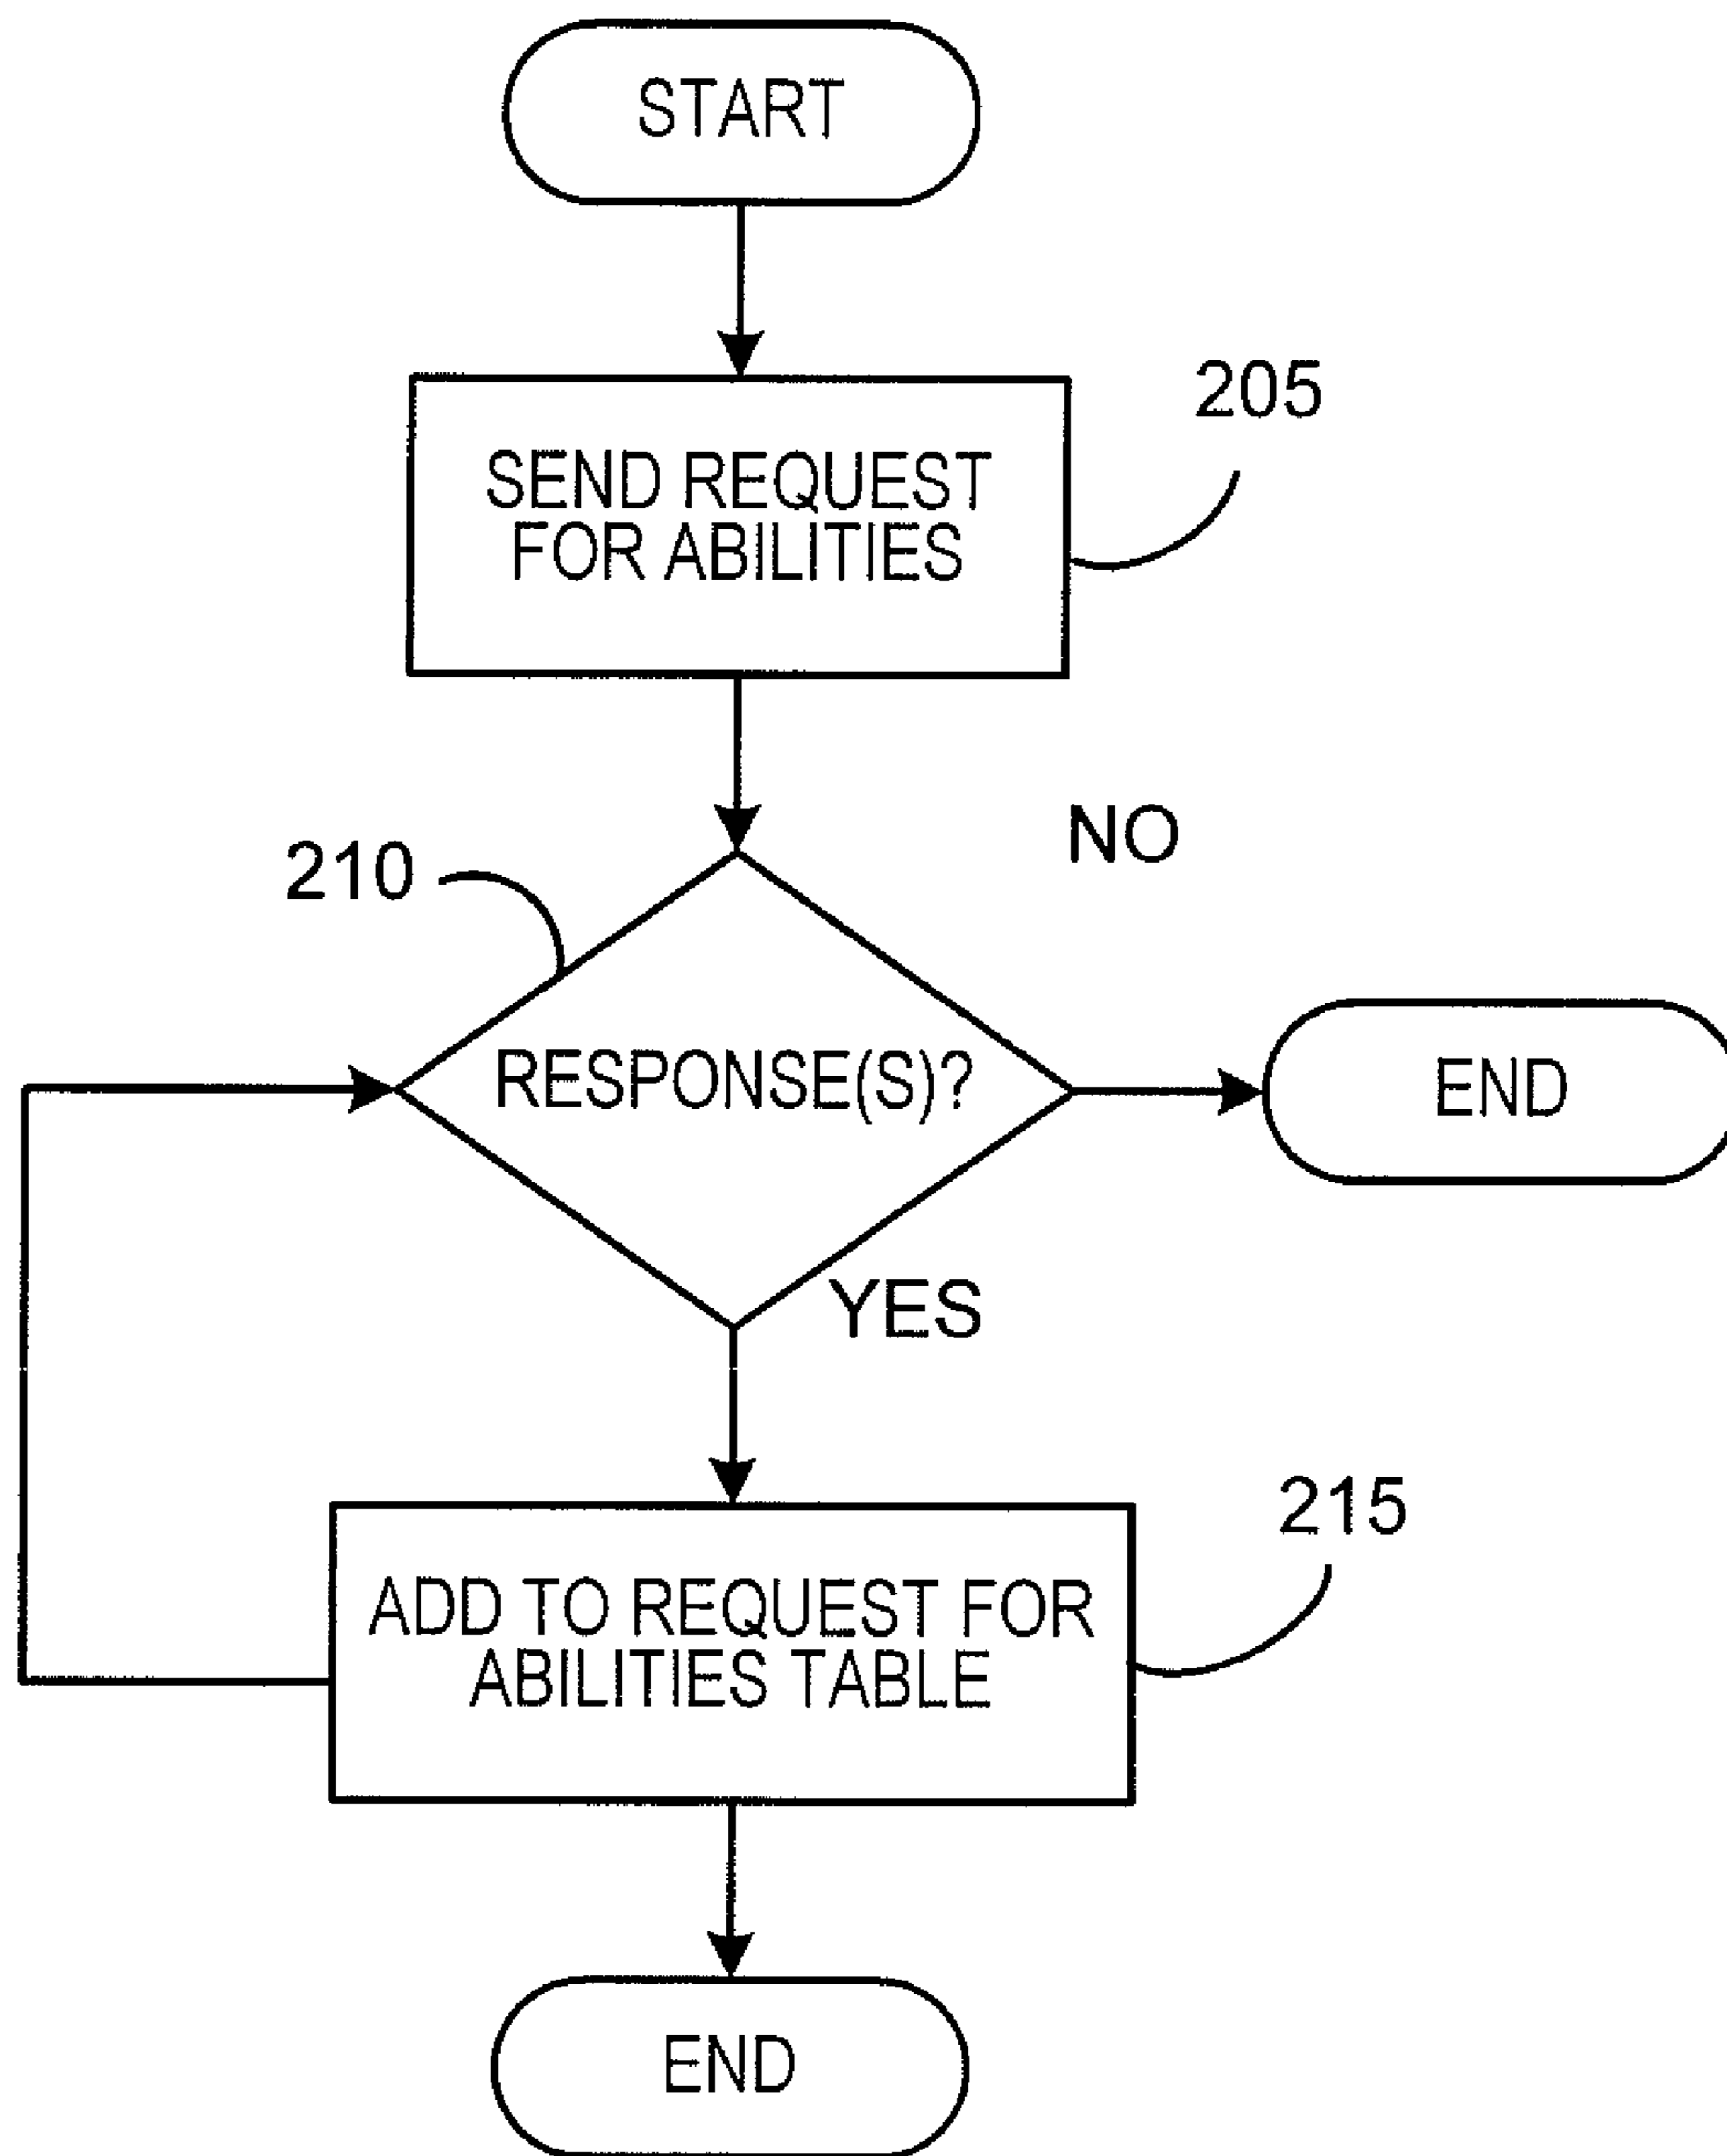 START
205
SEND REQUEST
FOR ABILITIES
NO
210
RESPONSE(S)?
END
YES
215
ADD TO REQUEST FOR
ABILITIES TABLE
END